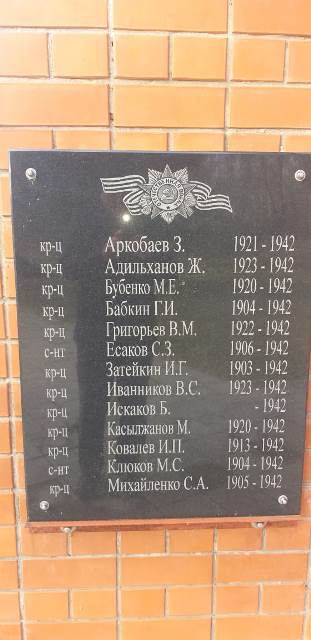 кр-ц Аркобаев З. 1921 - 1942
кр-ц Адильханов Ж. 1923 - 1942
кр-ц Бубенко М.Е. 1920 - 1942
кр-ц Бабкин Г.И. 1904 - 1942
кр-ц Григорьев В.М. 1922 - 1942
с-нт Есаков С.З. 1906 - 1942
кр-ц Затейкин И.Г. 1903 - 1942
кр-ц Иванников В.С. 1923 - 1942
кр-ц Искаков Б. - 1942
кр-ц Касылжанов М. 1920 - 1942
кр-ц Ковалев И.П. 1913 - 1942
с-нт Клюков М.С. 1904 - 1942
кр-ц Михайленко С.А. 1905 - 1942